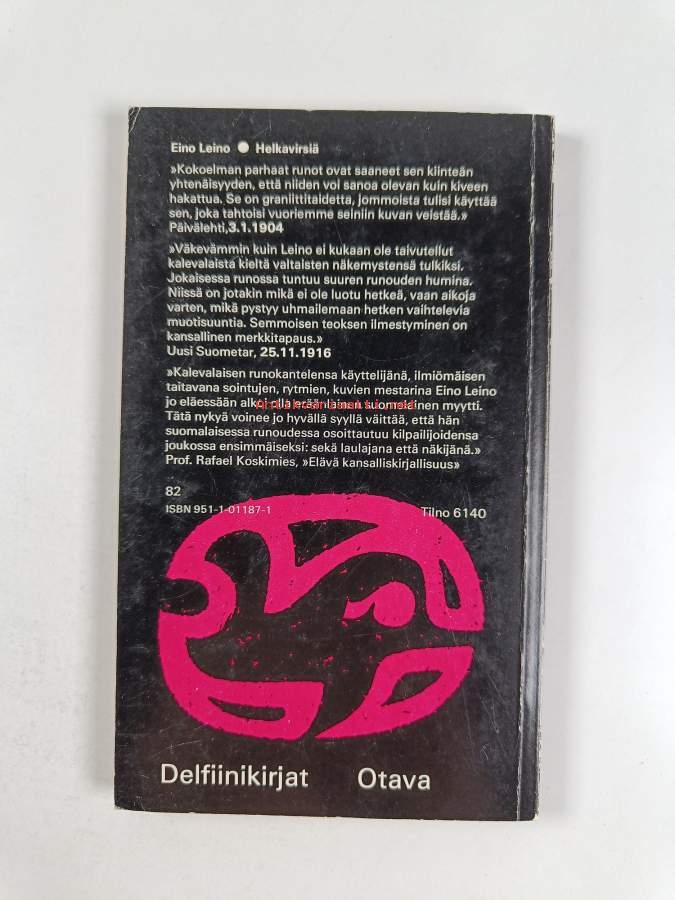 Eino Leino ● Helkavirsiä
»Kokoelman parhaat runot ovat saaneet sen kiinteän
yhtenäisyyden, että niiden voi sanoa olevan kuin kiveen
hakattua. Se on graniittitaidetta, jommoista tulisi käyttää
sen, joka tahtoisi vuoriemme seiniin kuvan veistää.»
Päivälehti,3.1.1904
»Väkevämmin kuin Leino ei kukaan ole taivutellut
kalevalaista kieltä valtaisten näkemystensä tulkiksi.
Jokaisessa runossa tuntuu suuren runouden humina.
Niissä on jotakin mikä ei ole luotu hetkeä, vaan aikoja
varten, mikä pystyy uhmailemaan hetken vaihtelevia
muotisuuntia. Semmoisen teoksen ilmestyminen on
kansallinen merkkitapaus.»
Uusi Suometar, 25.11.1916
»Kalevalaisen runokantelensa käyttelijänä, ilmiömäisen
taitavana sointujen, rytmien, kuvien mestarina Eino Leino
jo eläessään alkoi olla eräänlainen suomalainen myytti.
Tätä nykyä voinee jo hyvällä syyllä väittää, että hän
suomalaisessa runoudessa osoittautuu kilpailijoidensa
joukossa ensimmäiseksi: sekä laulajana että näkijänä.»
Prof. Rafael Koskimies, »Elävä kansalliskirjallisuus»
82
ISBN 951-1-01187-1 Tilno 6140
Delfiinikirjat Otava